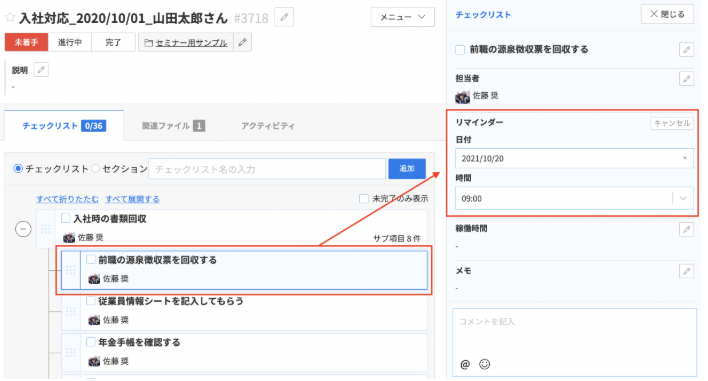 入社対応_2020/10/01_山田太郎さん #3718
メニュー
未着手 進行中 完了 セミナー用サンプル
説明
-
チェックリスト 0/36 関連ファイル 1 アクティビティ
チェックリスト セクション チェックリスト名の入力 追加
すべて折りたたむ すべて展開する 未完了のみ表示
入社時の書類回収
佐藤 奨 サブ項目 8 件
前職の源泉徴収票を回収する
佐藤 奨
従業員情報シートを記入してもらう
佐藤 奨
年金手帳を確認する
佐藤 奨
チェックリスト × 閉じる
前職の源泉徴収票を回収する
担当者
佐藤 奨
リマインダー キャンセル
日付
2021/10/20
時間
09:00
稼働時間
-
メモ
-
コメントを記入
@